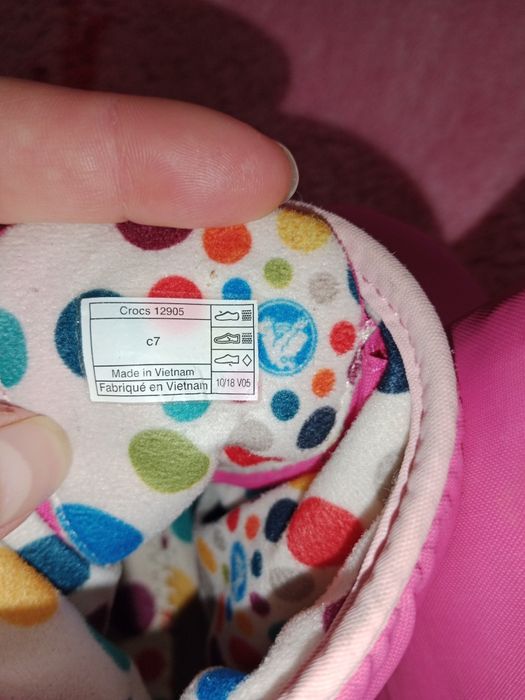 Crocs 12905
c7
Made in Vietnam
Fabriqué en Vietnam
10/18 V05